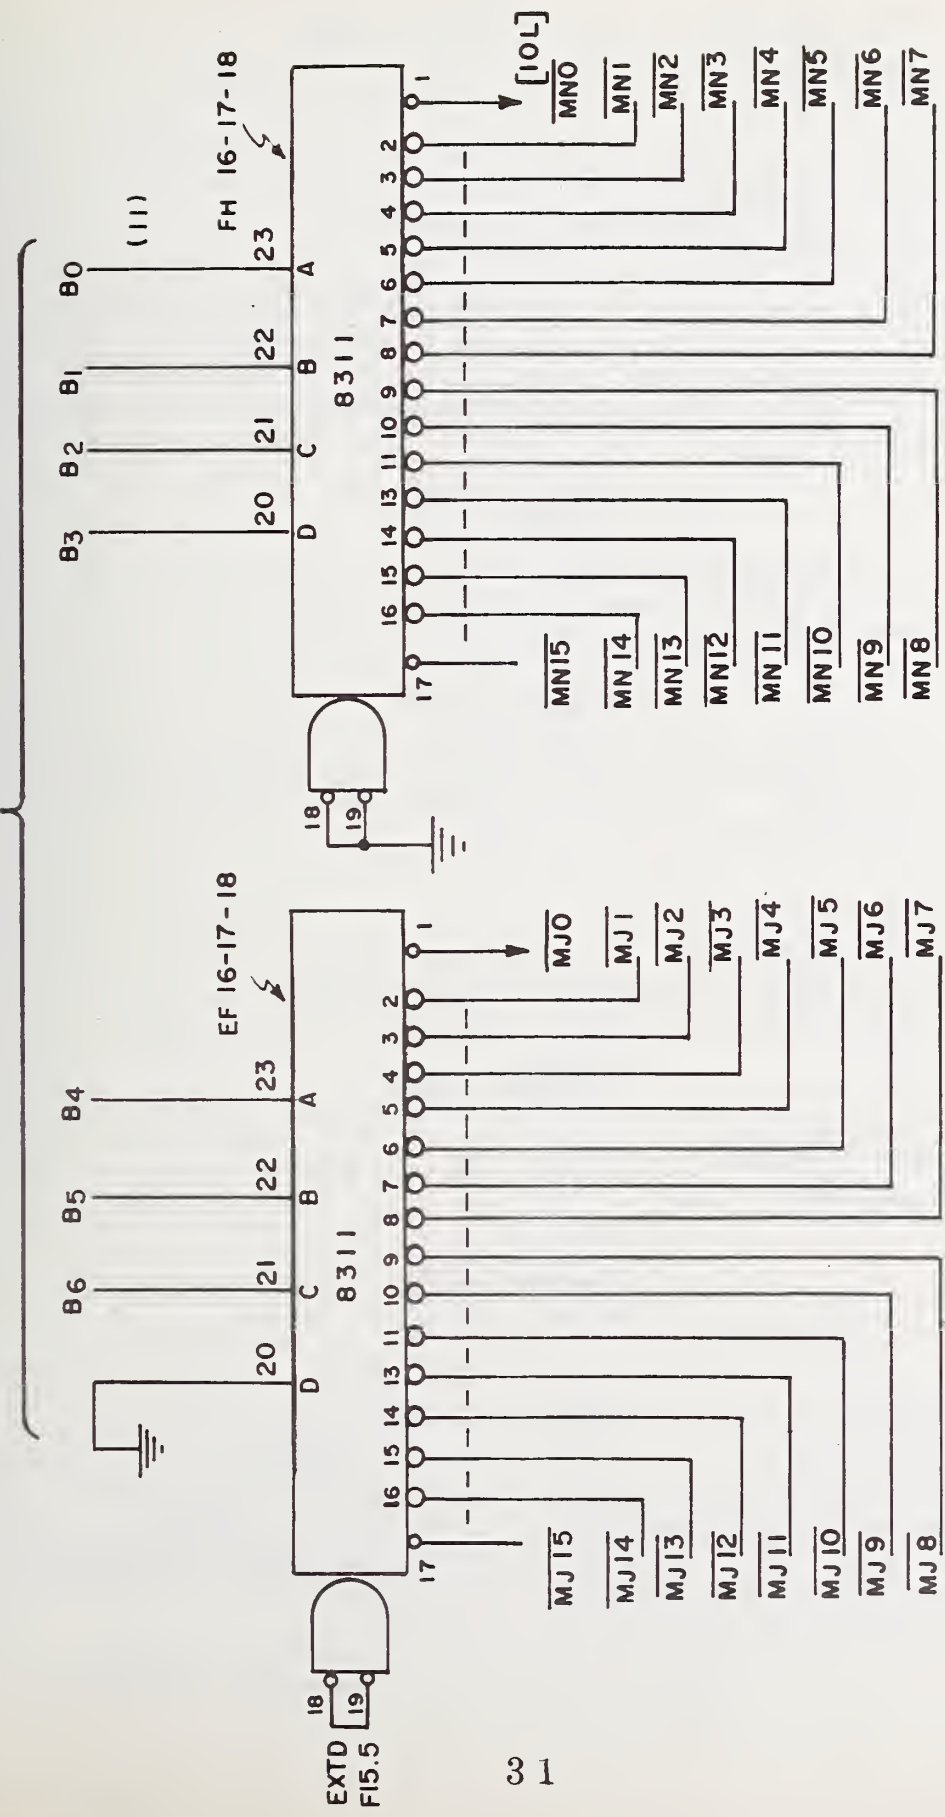 B6 B5 B4 B3 B2 B1 B0
(11)
EF 16-17-18
FH 16-17-18
20 21 22 23
20 21 22 23
D C B A
D C B A
8311
8311
EXTD
F15.5
18
19
18
19
17 16 15 14 13 11 10 9 8 7 6 5 4 3 2 1
17 16 15 14 13 11 10 9 8 7 6 5 4 3 2 1
[10L]
MJ15 MJ0
MN15 MN0
MJ14 MJ1
MN14 MN1
MJ13 MJ2
MN13 MN2
MJ12 MJ3
MN12 MN3
MJ11 MJ4
MN11 MN4
MJ10 MJ5
MN10 MN5
MJ9 MJ6
MN9 MN6
MJ8 MJ7
MN8 MN7
31